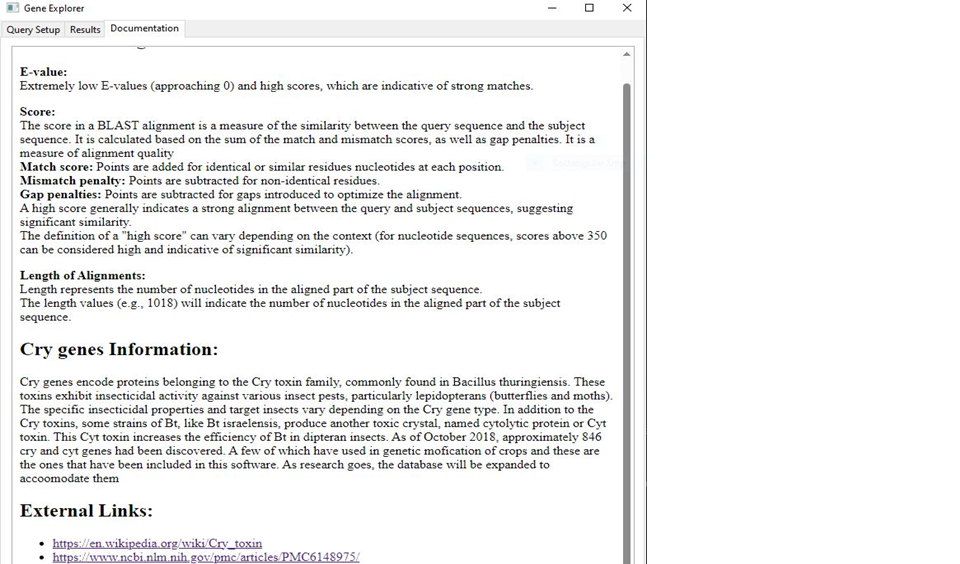 Gene Explorer
Query Setup Results Documentation
E-value:
Extremely low E-values (approaching 0) and high scores, which are indicative of strong matches.
Score:
The score in a BLAST alignment is a measure of the similarity between the query sequence and the subject
sequence. It is calculated based on the sum of the match and mismatch scores, as well as gap penalties. It is a
measure of alignment quality
Match score: Points are added for identical or similar residues nucleotides at each position.
Mismatch penalty: Points are subtracted for non-identical residues.
Gap penalties: Points are subtracted for gaps introduced to optimize the alignment.
A high score generally indicates a strong alignment between the query and subject sequences, suggesting
significant similarity.
The definition of a "high score" can vary depending on the context (for nucleotide sequences, scores above 350
can be considered high and indicative of significant similarity).
Length of Alignments:
Length represents the number of nucleotides in the aligned part of the subject sequence.
The length values (e.g., 1018) will indicate the number of nucleotides in the aligned part of the subject
sequence.
Cry genes Information:
Cry genes encode proteins belonging to the Cry toxin family, commonly found in Bacillus thuringiensis. These
toxins exhibit insecticidal activity against various insect pests, particularly lepidopterans (butterflies and moths).
The specific insecticidal properties and target insects vary depending on the Cry gene type. In addition to the
Cry toxins, some strains of Bt, like Bt israelensis, produce another toxic crystal, named cytolytic protein or Cyt
toxin. This Cyt toxin increases the efficiency of Bt in dipteran insects. As of October 2018, approximately 846
cry and cyt genes had been discovered. A few of which have used in genetic mofication of crops and these are
the ones that have been included in this software. As research goes, the database will be expanded to
accoomodate them
External Links:
• https://en.wikipedia.org/wiki/Cry_toxin
• https://www.ncbi.nlm.nih.gov/pmc/articles/PMC6148975/